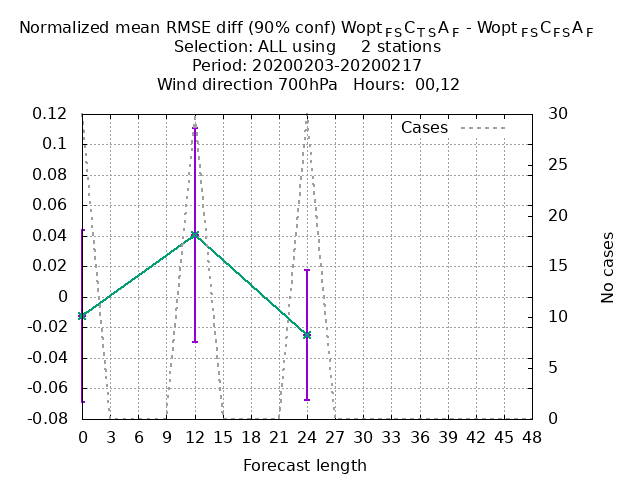 Normalized mean RMSE diff (90% conf) Wopt FS C T S A F - Wopt FS C F S A F
Selection: ALL using 2 stations
Period: 20200203-20200217
Wind direction 700hPa Hours: 00,12
Cases
0.12
0.1
0.08
0.06
0.04
0.02
0
-0.02
-0.04
-0.06
-0.08
30
25
20
15
10
5
0
No cases
0 3 6 9 12 15 18 21 24 27 30 33 36 39 42 45 48
Forecast length